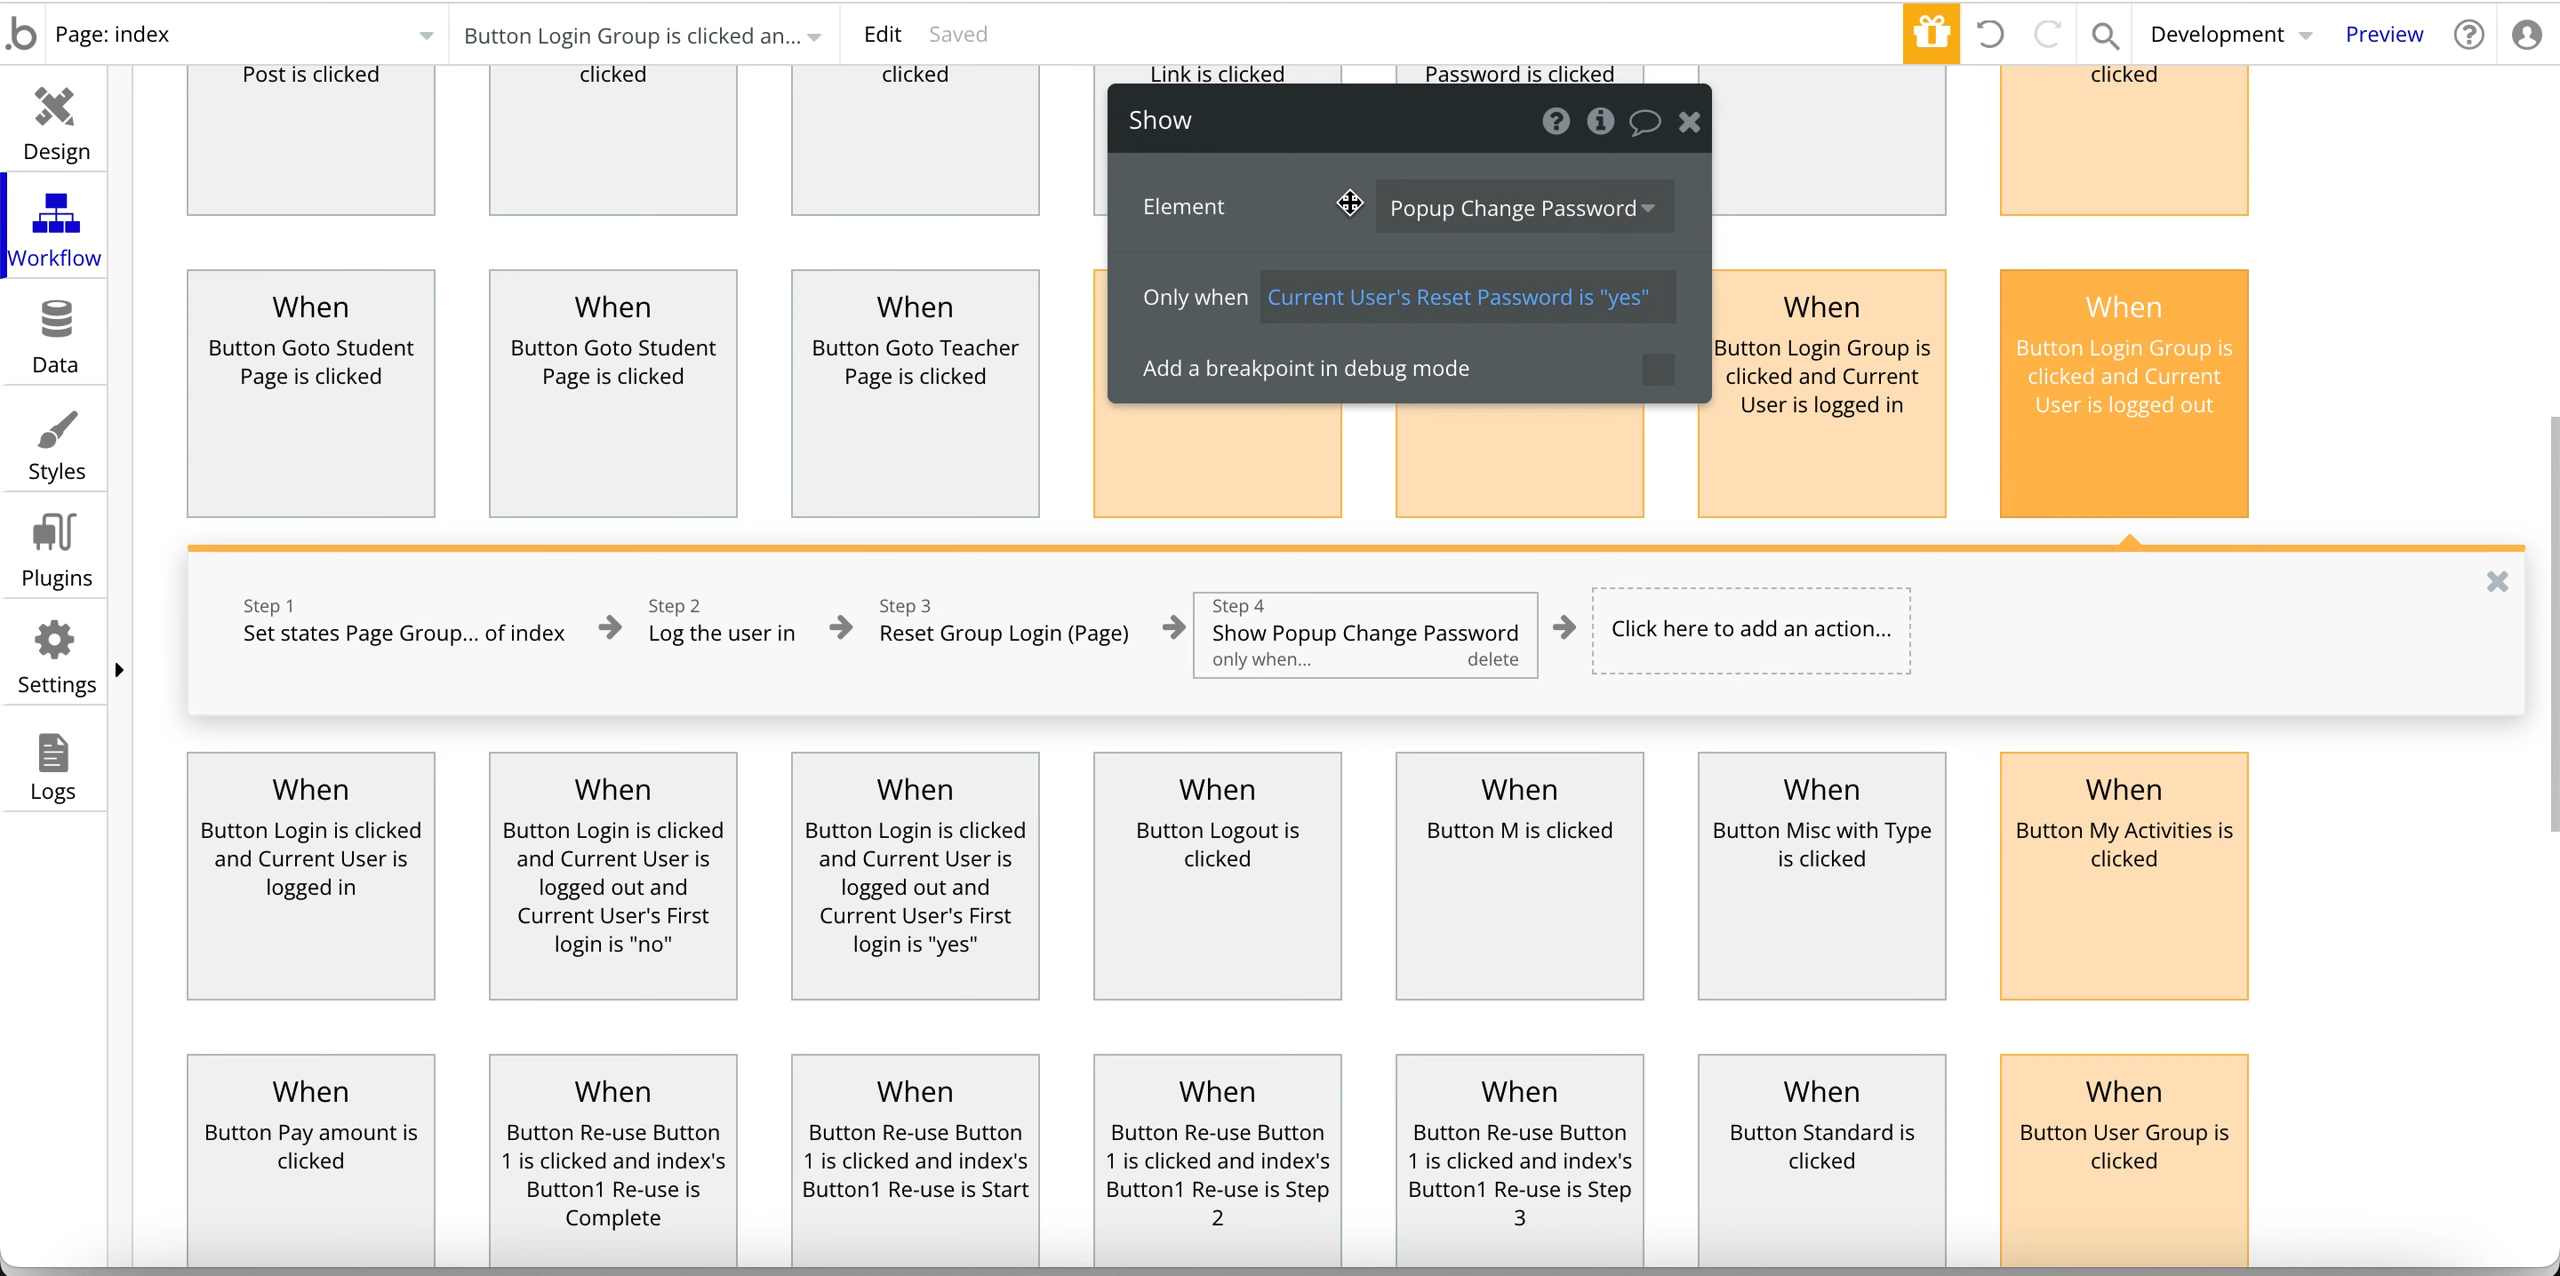 .b
Page: index
Button Login Group is clicked an...
Edit
Saved
Development
Preview
Design
Workflow
Data
Styles
Plugins
Settings
Logs
Post is clicked
clicked
clicked
Link is clicked
Password is clicked
clicked
Show
Element
Popup Change Password
Only when
Current User's Reset Password is "yes"
Add a breakpoint in debug mode
When
Button Goto Student
Page is clicked
When
Button Goto Student
Page is clicked
When
Button Goto Teacher
Page is clicked
When
Button Login Group is
clicked and Current
User is logged in
When
Button Login Group is
clicked and Current
User is logged out
Step 1
Set states Page Group... of index
Step 2
Log the user in
Step 3
Reset Group Login (Page)
Step 4
Show Popup Change Password
only when...
delete
Click here to add an action...
When
Button Login is clicked
and Current User is
logged in
When
Button Login is clicked
and Current User is
logged out and
Current User's First
login is "no"
When
Button Login is clicked
and Current User is
logged out and
Current User's First
login is "yes"
When
Button Logout is
clicked
When
Button M is clicked
When
Button Misc with Type
is clicked
When
Button My Activities is
clicked
When
Button Pay amount is
clicked
When
Button Re-use Button
1 is clicked and index's
Button1 Re-use is
Complete
When
Button Re-use Button
1 is clicked and index's
Button1 Re-use is Start
When
Button Re-use Button
1 is clicked and index's
Button1 Re-use is Step
2
When
Button Re-use Button
1 is clicked and index's
Button1 Re-use is Step
3
When
Button Standard is
clicked
When
Button User Group is
clicked